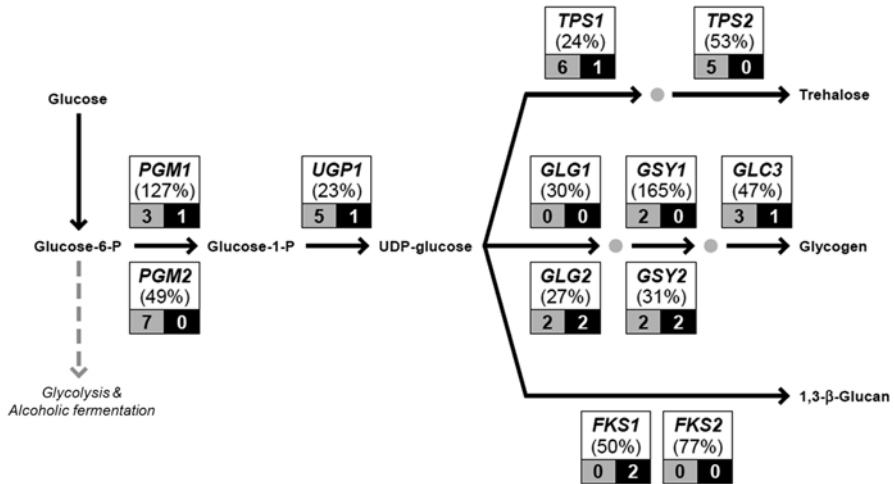 TPS1
(24%)
6 1
TPS2
(53%)
5 0
Glucose
Trehalose
PGM1
(127%)
3 1
UGP1
(23%)
5 1
GLG1
(30%)
0 0
GSY1
(165%)
2 0
GLC3
(47%)
3 1
Glucose-6-P
Glucose-1-P
UDP-glucose
Glycogen
PGM2
(49%)
7 0
GLG2
(27%)
2 2
GSY2
(31%)
2 2
Glycolysis &
Alcoholic fermentation
1,3-β-Glucan
FKS1
(50%)
0 2
FKS2
(77%)
0 0